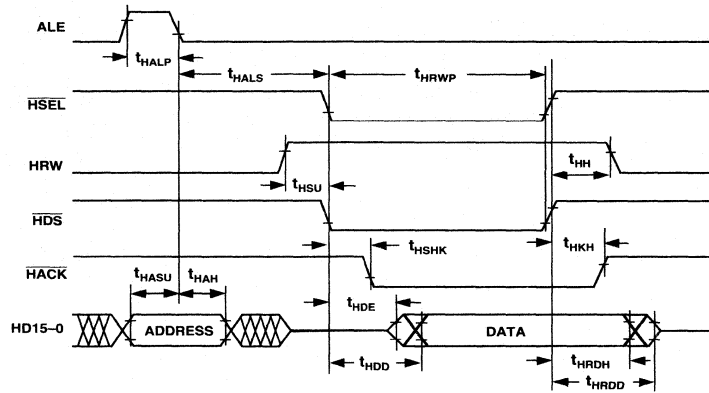 ALE
tHALP
tHALS
tHRWP
HSEL
HRW
tHSU
tHH
HDS
tHSHK
tHKH
HACK
tHASU
tHAH
tHDE
HD15–0
ADDRESS
DATA
tHDD
tHRDH
tHRDD